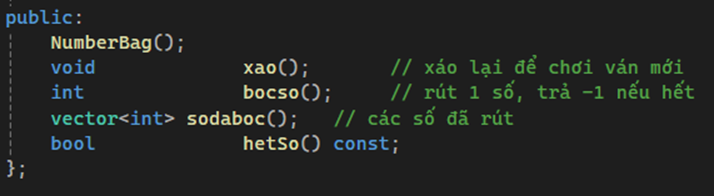 public:
NumberBag();
void xao(); // xáo lại để chơi ván mới
int bocso(); // rút 1 số, trả -1 nếu hết
vector<int> sodaboc(); // các số đã rút
bool hetSo() const;
};